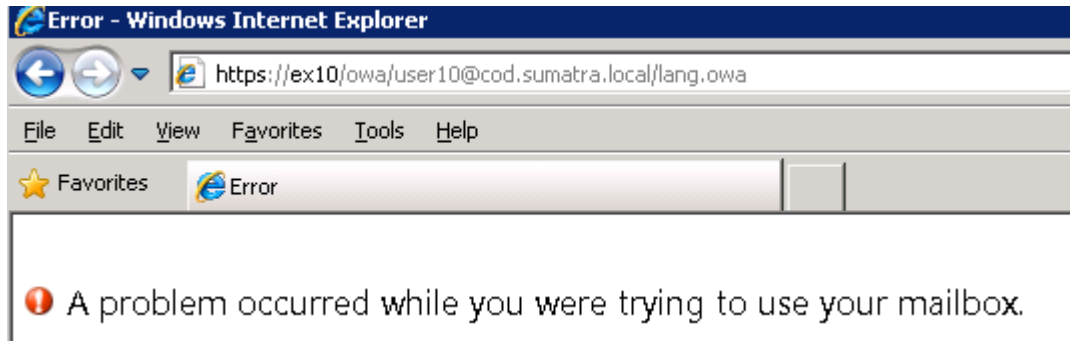 Error - Windows Internet Explorer
https://ex10/owa/user10@cod.sumatra.local/lang.owa
File Edit View Favorites Tools Help
Favorites Error
A problem occurred while you were trying to use your mailbox.